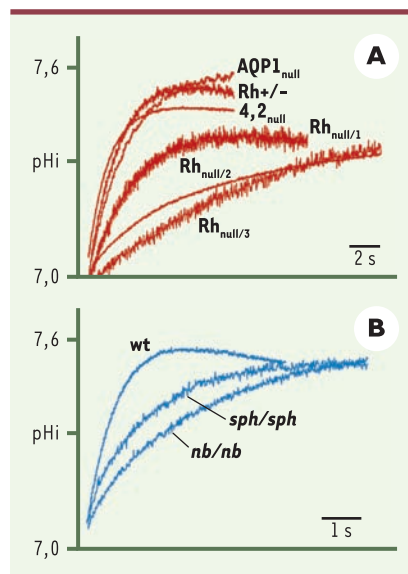 A
7,6
AQP1null
Rh+/-
4,2null
Rhnull/1
pHi
Rhnull/2
Rhnull/3
2 s
7,0
B
7,6
wt
sph/sph
pHi
nb/nb
1 s
7,0